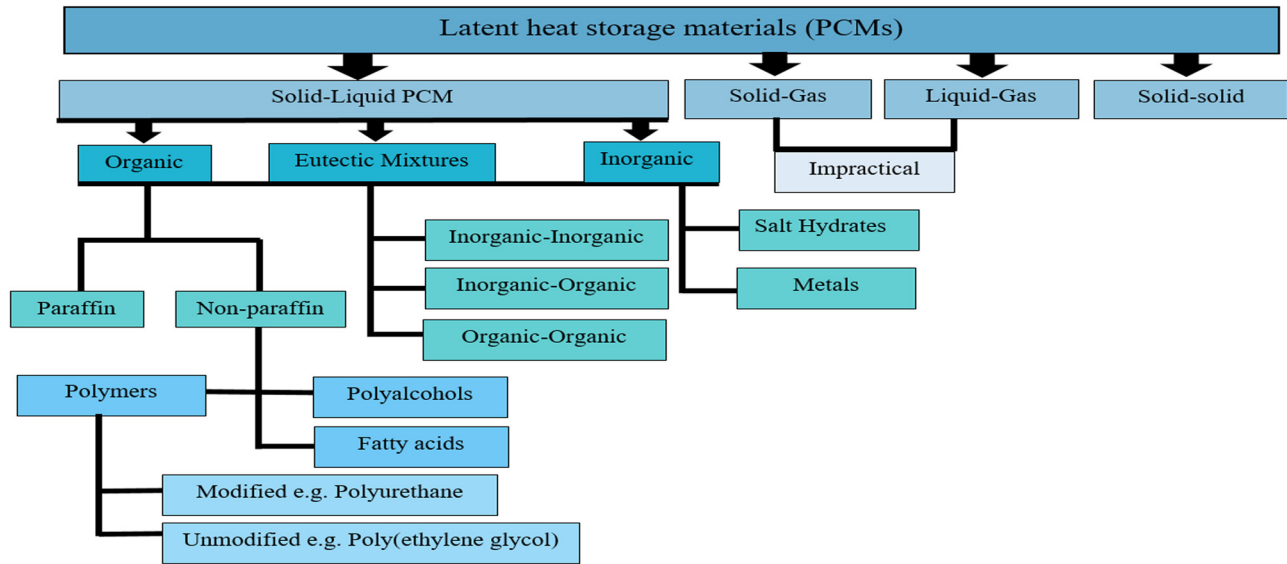 Latent heat storage materials (PCMs)
Solid-Liquid PCM
Solid-Gas
Liquid-Gas
Solid-solid
Organic
Eutectic Mixtures
Inorganic
Impractical
Inorganic-Inorganic
Salt Hydrates
Inorganic-Organic
Metals
Paraffin
Non-paraffin
Organic-Organic
Polymers
Polyalcohols
Fatty acids
Modified e.g. Polyurethane
Unmodified e.g. Poly(ethylene glycol)